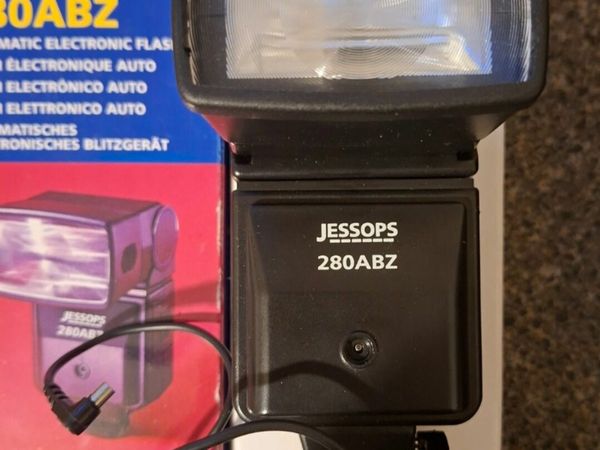 80ABZ
MATIC ELECTRONIC FLAS
ÉLECTRONIQUE AUTO
ELECTRÓNICO AUTO
ELETTRONICO AUTO
MATISCHES
RONISCHES BLITZGERÄT
JESSOPS
280ABZ
JESSOPS
280ABZ